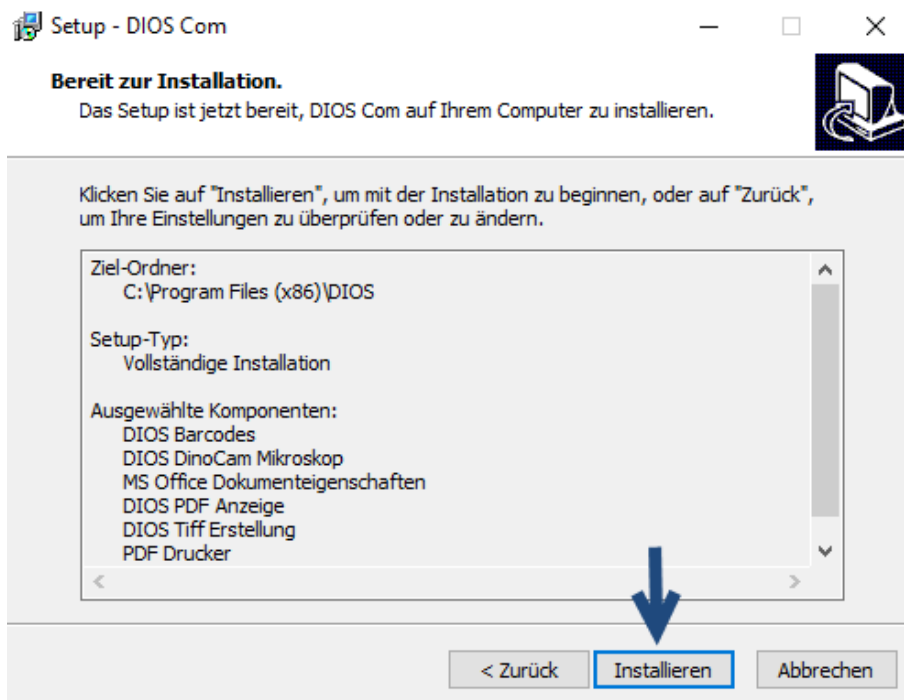 Setup - DIOS Com
Bereit zur Installation.
Das Setup ist jetzt bereit, DIOS Com auf Ihrem Computer zu installieren.
Klicken Sie auf "Installieren", um mit der Installation zu beginnen, oder auf "Zurück",
um Ihre Einstellungen zu überprüfen oder zu ändern.
Ziel-Ordner:
C:\Program Files (x86)\DIOS
Setup-Typ:
Vollständige Installation
Ausgewählte Komponenten:
DIOS Barcodes
DIOS DinoCam Mikroskop
MS Office Dokumenteigenschaften
DIOS PDF Anzeige
DIOS Tiff Erstellung
PDF Drucker
< Zurück Installieren Abbrechen